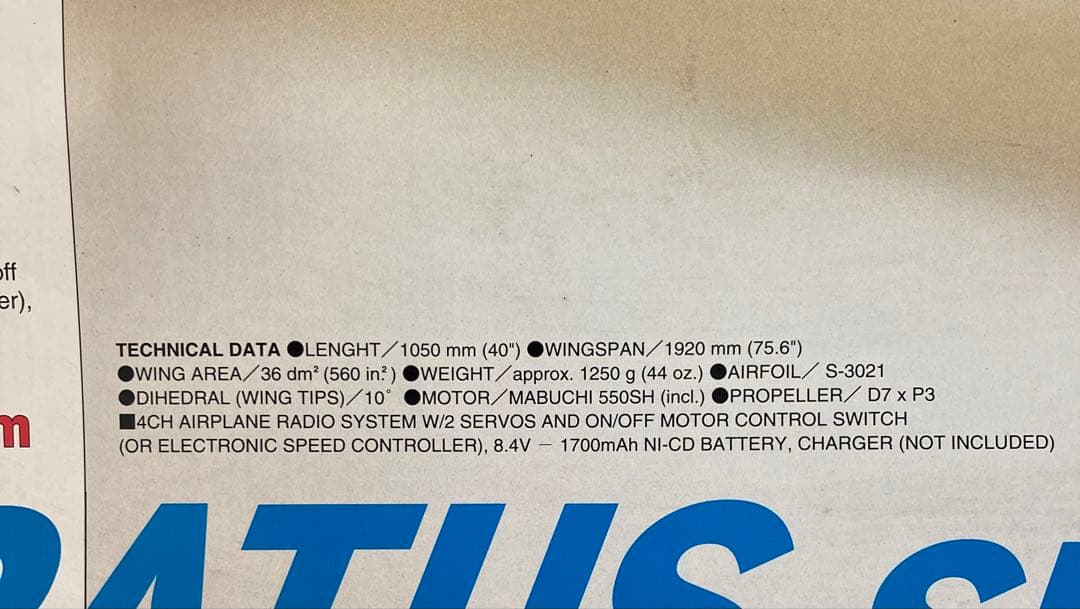 off
er),
TECHNICAL DATA ●LENGHT／1050 mm (40") ●WINGSPAN／1920 mm (75.6")
●WING AREA／36 dm² (560 in.²) ●WEIGHT／approx. 1250 g (44 oz.) ●AIRFOIL／ S-3021
●DIHEDRAL (WING TIPS)／10° ●MOTOR／MABUCHI 550SH (incl.) ●PROPELLER／ D7 x P3
■4CH AIRPLANE RADIO SYSTEM W/2 SERVOS AND ON/OFF MOTOR CONTROL SWITCH
(OR ELECTRONIC SPEED CONTROLLER), 8.4V － 1700mAh NI-CD BATTERY, CHARGER (NOT INCLUDED)
m
RATUS